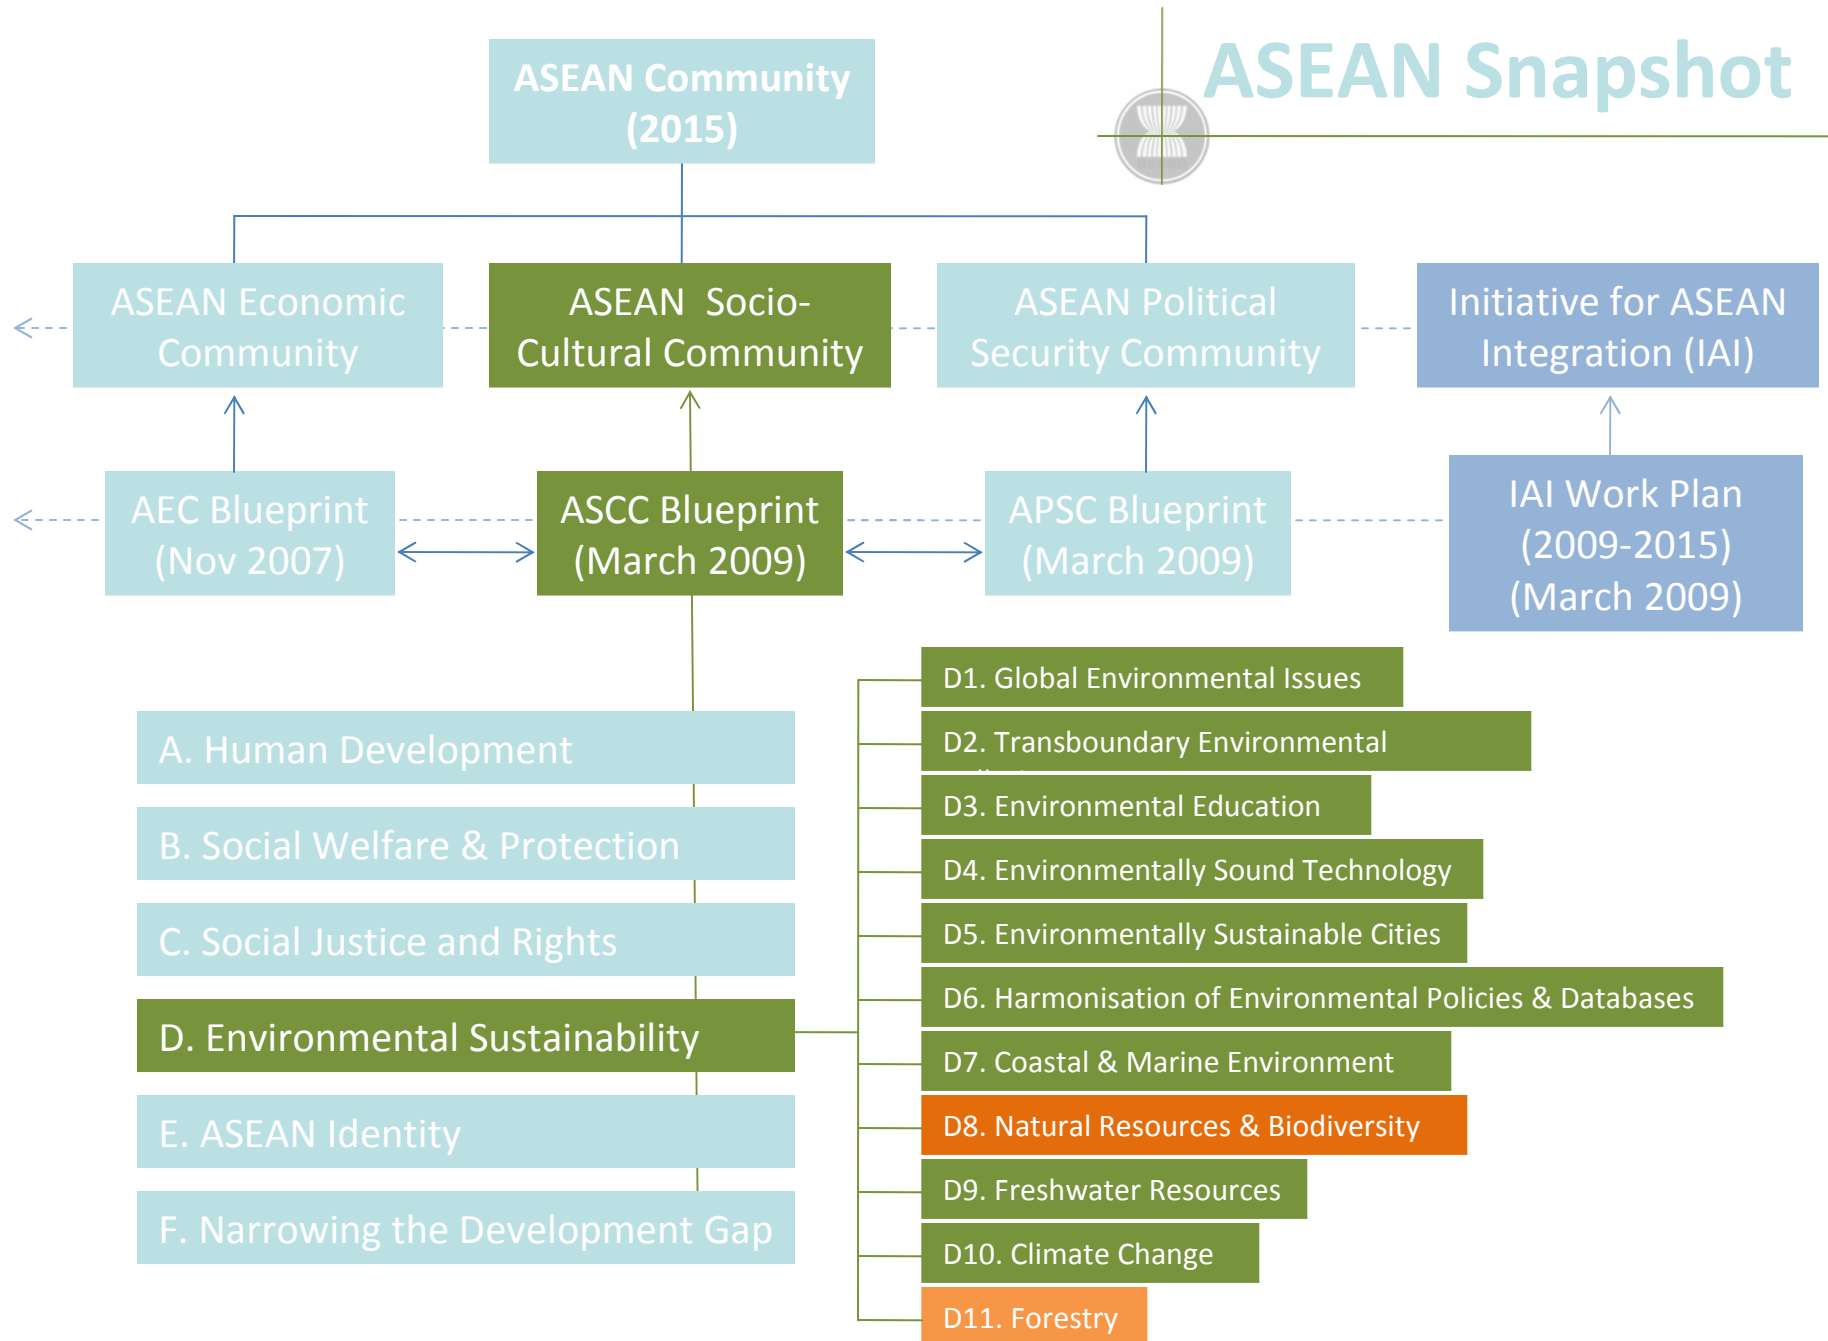 ASEAN Snapshot
ASEAN Community
(2015)
ASEAN Economic
Community
ASEAN Socio-
Cultural Community
ASEAN Political
Security Community
Initiative for ASEAN
Integration (IAI)
AEC Blueprint
(Nov 2007)
ASCC Blueprint
(March 2009)
APSC Blueprint
(March 2009)
IAI Work Plan
(2009-2015)
(March 2009)
A. Human Development
B. Social Welfare & Protection
C. Social Justice and Rights
D. Environmental Sustainability
E. ASEAN Identity
F. Narrowing the Development Gap
D1. Global Environmental Issues
D2. Transboundary Environmental
D3. Environmental Education
D4. Environmentally Sound Technology
D5. Environmentally Sustainable Cities
D6. Harmonisation of Environmental Policies & Databases
D7. Coastal & Marine Environment
D8. Natural Resources & Biodiversity
D9. Freshwater Resources
D10. Climate Change
D11. Forestry